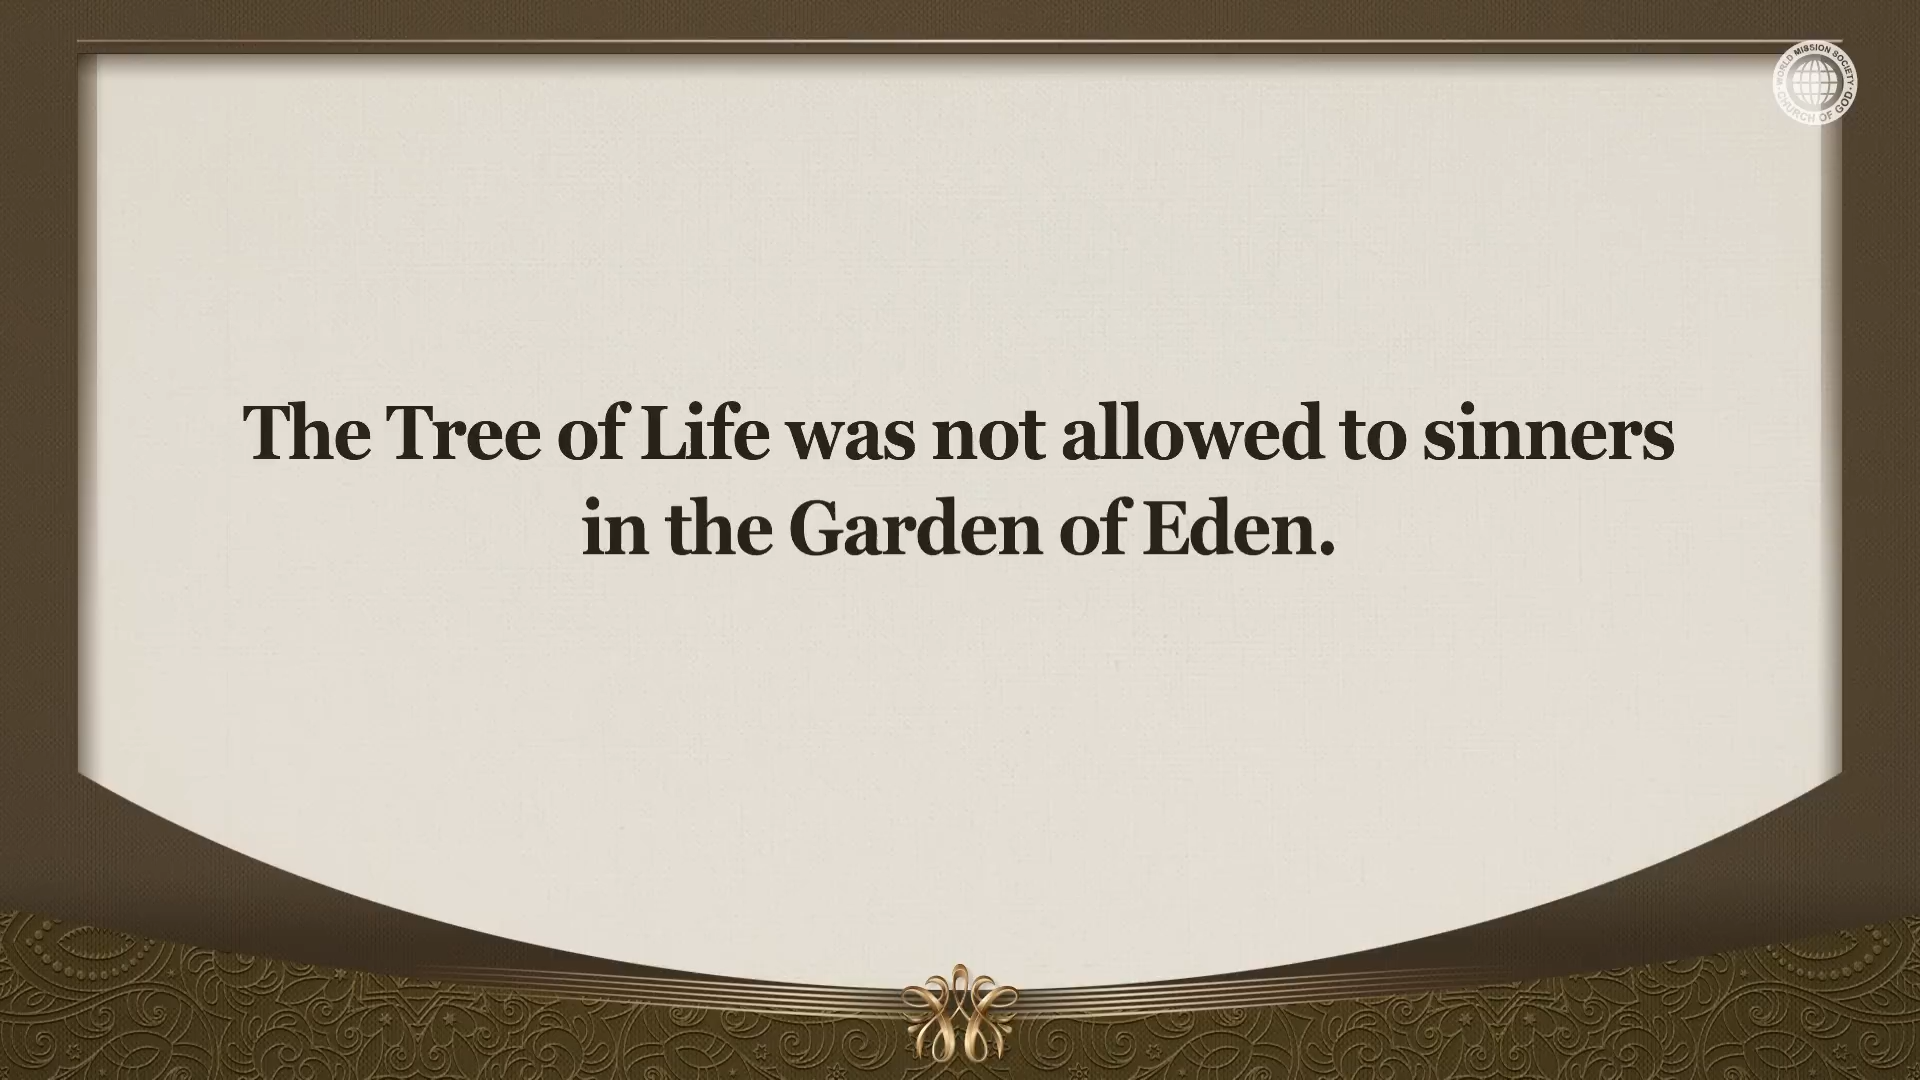 WORLD MISSION SOCIETY
CHURCH OF GOD
The Tree of Life was not allowed to sinners
in the Garden of Eden.